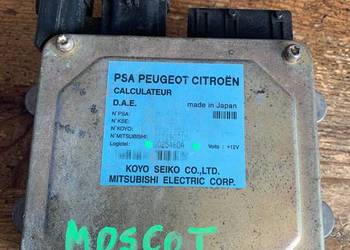 PSA PEUGEOT CITROËN
CALCULATEUR
D.A.E. made in Japan
N°PSA:
N°KSE:
N°KOYO:
N°MITSUBISHI:
Logiciel: Volts : +12V
KOYO SEIKO CO.,LTD.
MITSUBISHI ELECTRIC CORP.
MOSCOT